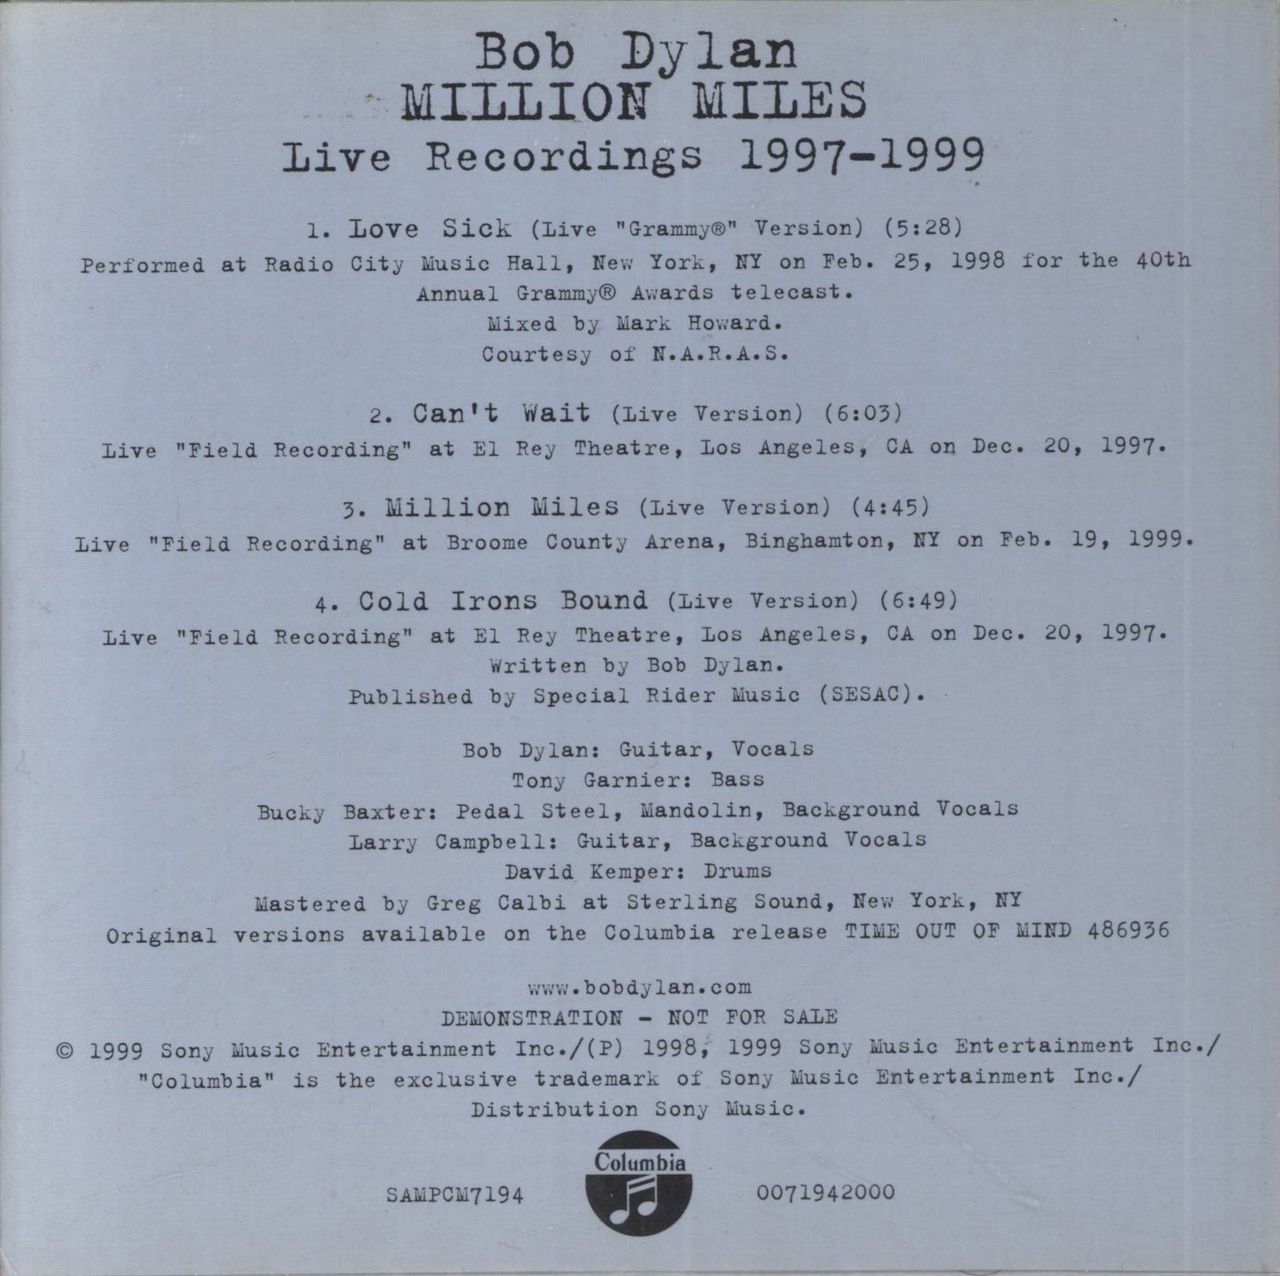 Bob Dylan
MILLION MILES
Live Recordings 1997-1999
1. Love Sick (Live "Grammy®" Version) (5:28)
Performed at Radio City Music Hall, New York, NY on Feb. 25, 1998 for the 40th
Annual Grammy® Awards telecast.
Mixed by Mark Howard.
Courtesy of N.A.R.A.S.
2. Can't Wait (Live Version) (6:03)
Live "Field Recording" at El Rey Theatre, Los Angeles, CA on Dec. 20, 1997.
3. Million Miles (Live Version) (4:45)
Live "Field Recording" at Broome County Arena, Binghamton, NY on Feb. 19, 1999.
4. Cold Irons Bound (Live Version) (6:49)
Live "Field Recording" at El Rey Theatre, Los Angeles, CA on Dec. 20, 1997.
Written by Bob Dylan.
Published by Special Rider Music (SESAC).
Bob Dylan: Guitar, Vocals
Tony Garnier: Bass
Bucky Baxter: Pedal Steel, Mandolin, Background Vocals
Larry Campbell: Guitar, Background Vocals
David Kemper: Drums
Mastered by Greg Calbi at Sterling Sound, New York, NY
Original versions available on the Columbia release TIME OUT OF MIND 486936
www.bobdylan.com
DEMONSTRATION - NOT FOR SALE
© 1999 Sony Music Entertainment Inc./(P) 1998, 1999 Sony Music Entertainment Inc./
"Columbia" is the exclusive trademark of Sony Music Entertainment Inc./
Distribution Sony Music.
Columbia
SAMPCM7194 0071942000